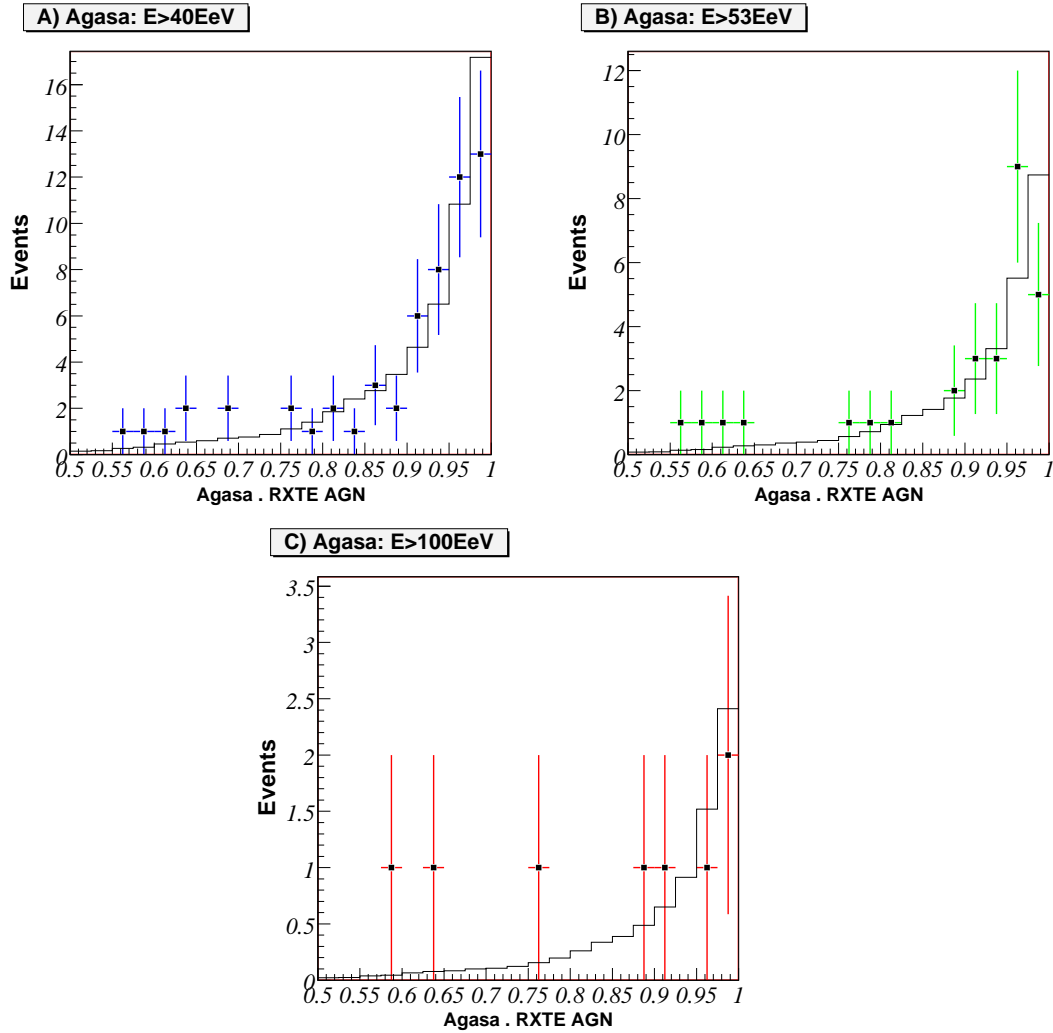 A) Agasa: E>40EeV
Events
16
14
12
10
8
6
4
2
0
0.5 0.55 0.6 0.65 0.7 0.75 0.8 0.85 0.9 0.95 1
Agasa . RXTE AGN
B) Agasa: E>53EeV
Events
12
10
8
6
4
2
0
0.5 0.55 0.6 0.65 0.7 0.75 0.8 0.85 0.9 0.95 1
Agasa . RXTE AGN
C) Agasa: E>100EeV
Events
3.5
3
2.5
2
1.5
1
0.5
0
0.5 0.55 0.6 0.65 0.7 0.75 0.8 0.85 0.9 0.95 1
Agasa . RXTE AGN